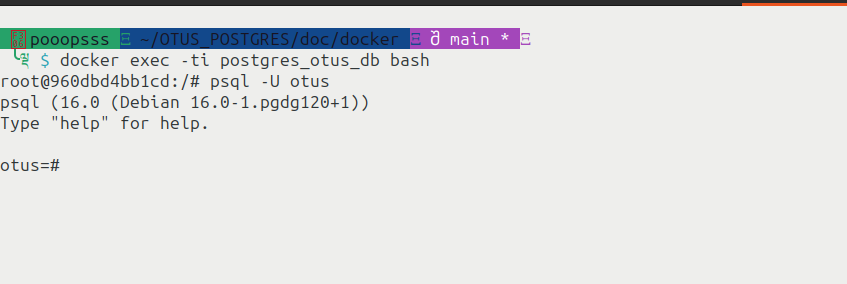 pooopsss ~/OTUS_POSTGRES/doc/docker main *
$ docker exec -ti postgres_otus_db bash
root@960dbd4bb1cd:/# psql -U otus
psql (16.0 (Debian 16.0-1.pgdg120+1))
Type "help" for help.
otus=#